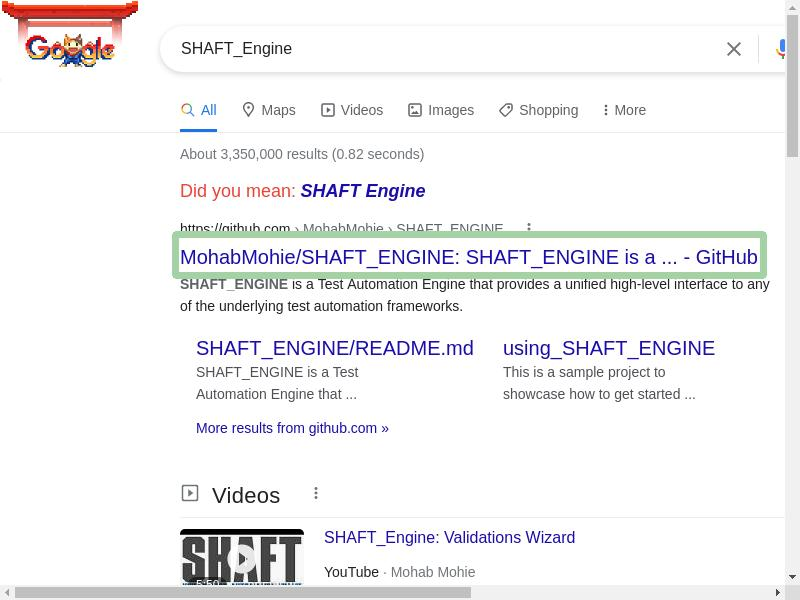 Google
SHAFT_Engine
All Maps Videos Images Shopping More
About 3,350,000 results (0.82 seconds)
Did you mean: SHAFT Engine
https://github.com › MohabMohie › SHAFT_ENGINE
MohabMohie/SHAFT_ENGINE: SHAFT_ENGINE is a ... - GitHub
SHAFT_ENGINE is a Test Automation Engine that provides a unified high-level interface to any
of the underlying test automation frameworks.
SHAFT_ENGINE/README.md
SHAFT_ENGINE is a Test
Automation Engine that ...
using_SHAFT_ENGINE
This is a sample project to
showcase how to get started ...
More results from github.com »
Videos
SHAFT
5:50
SHAFT_Engine: Validations Wizard
YouTube · Mohab Mohie